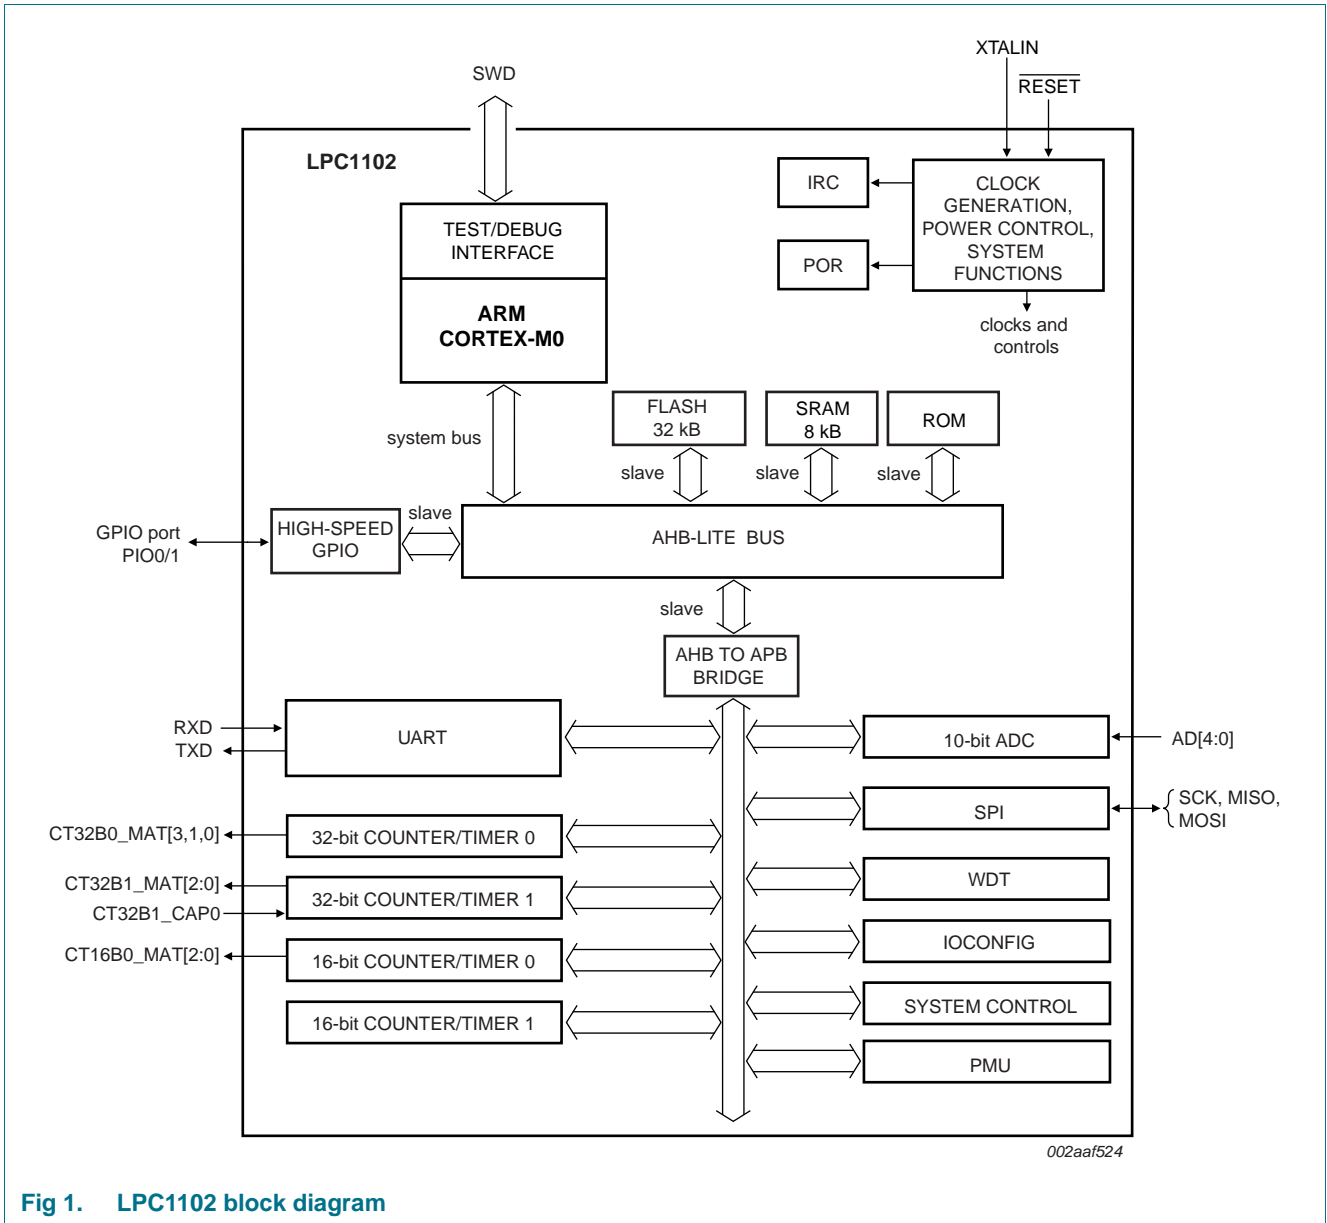 XTALIN
SWD
RESET
LPC1102
IRC
CLOCK
GENERATION,
POWER CONTROL,
SYSTEM
FUNCTIONS
TEST/DEBUG
INTERFACE
POR
ARM
CORTEX-M0
clocks and
controls
FLASH
32 kB
SRAM
8 kB
ROM
system bus
slave
slave
slave
GPIO port
PIO0/1
HIGH-SPEED
GPIO
slave
AHB-LITE BUS
slave
AHB TO APB
BRIDGE
RXD
TXD
UART
10-bit ADC
AD[4:0]
SPI
SCK, MISO,
MOSI
CT32B0_MAT[3,1,0]
32-bit COUNTER/TIMER 0
WDT
CT32B1_MAT[2:0]
CT32B1_CAP0
32-bit COUNTER/TIMER 1
IOCONFIG
CT16B0_MAT[2:0]
16-bit COUNTER/TIMER 0
SYSTEM CONTROL
16-bit COUNTER/TIMER 1
PMU
002aaf524
Fig 1. LPC1102 block diagram